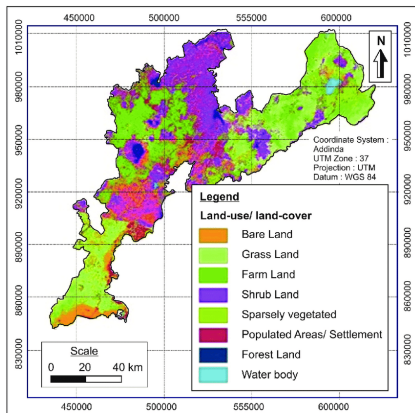 450000 500000 550000 600000
1010000
980000
950000
920000
890000
860000
830000
1010000
980000
950000
920000
890000
860000
830000
N
Coordinate System :
Addinda
UTM Zone : 37
Projection : UTM
Datum : WGS 84
Legend
Land-use/ land-cover
Bare Land
Grass Land
Farm Land
Shrub Land
Sparsely vegetated
Populated Areas/ Settlement
Forest Land
Water body
Scale
0 20 40 km
450000 500000 550000 600000